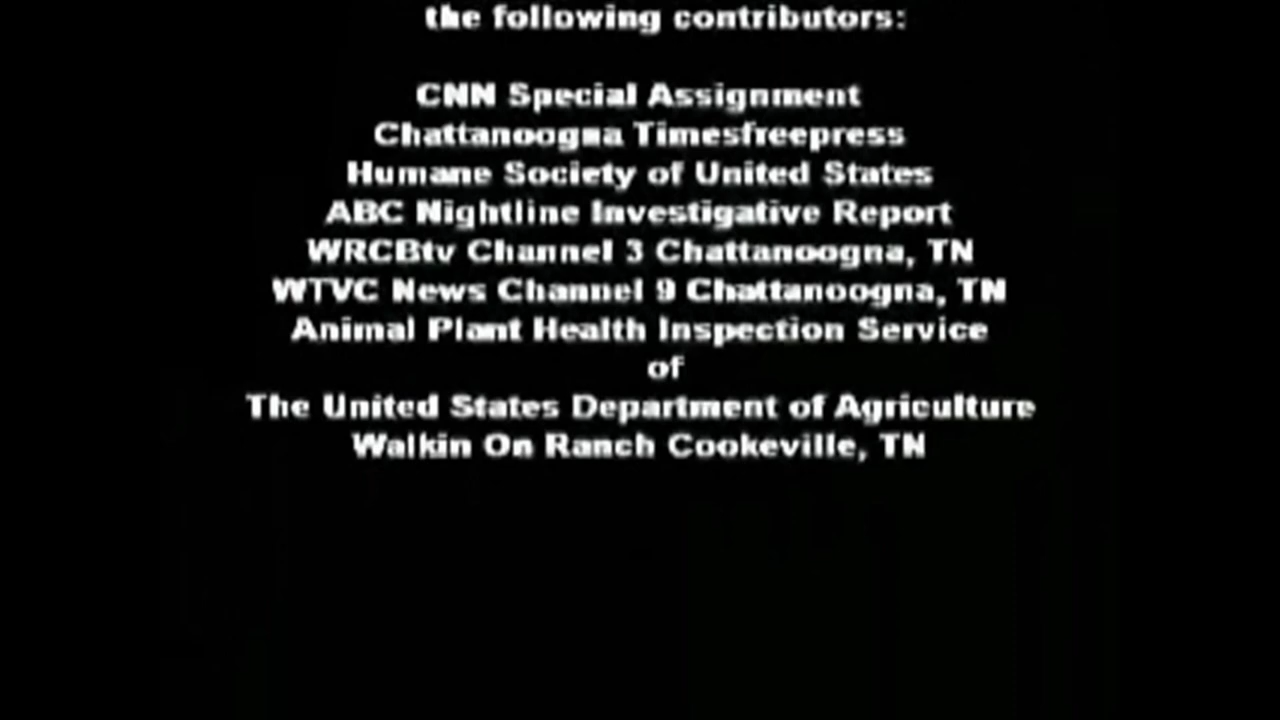 the following contributors:
CNN Special Assignment
Chattanoogna Timesfreepress
Humane Society of United States
ABC Nightline Investigative Report
WRCBtv Channel 3 Chattanoogna, TN
WTVC News Channel 9 Chattanoogna, TN
Animal Plant Health Inspection Service
of
The United States Department of Agriculture
Walkin On Ranch Cookeville, TN